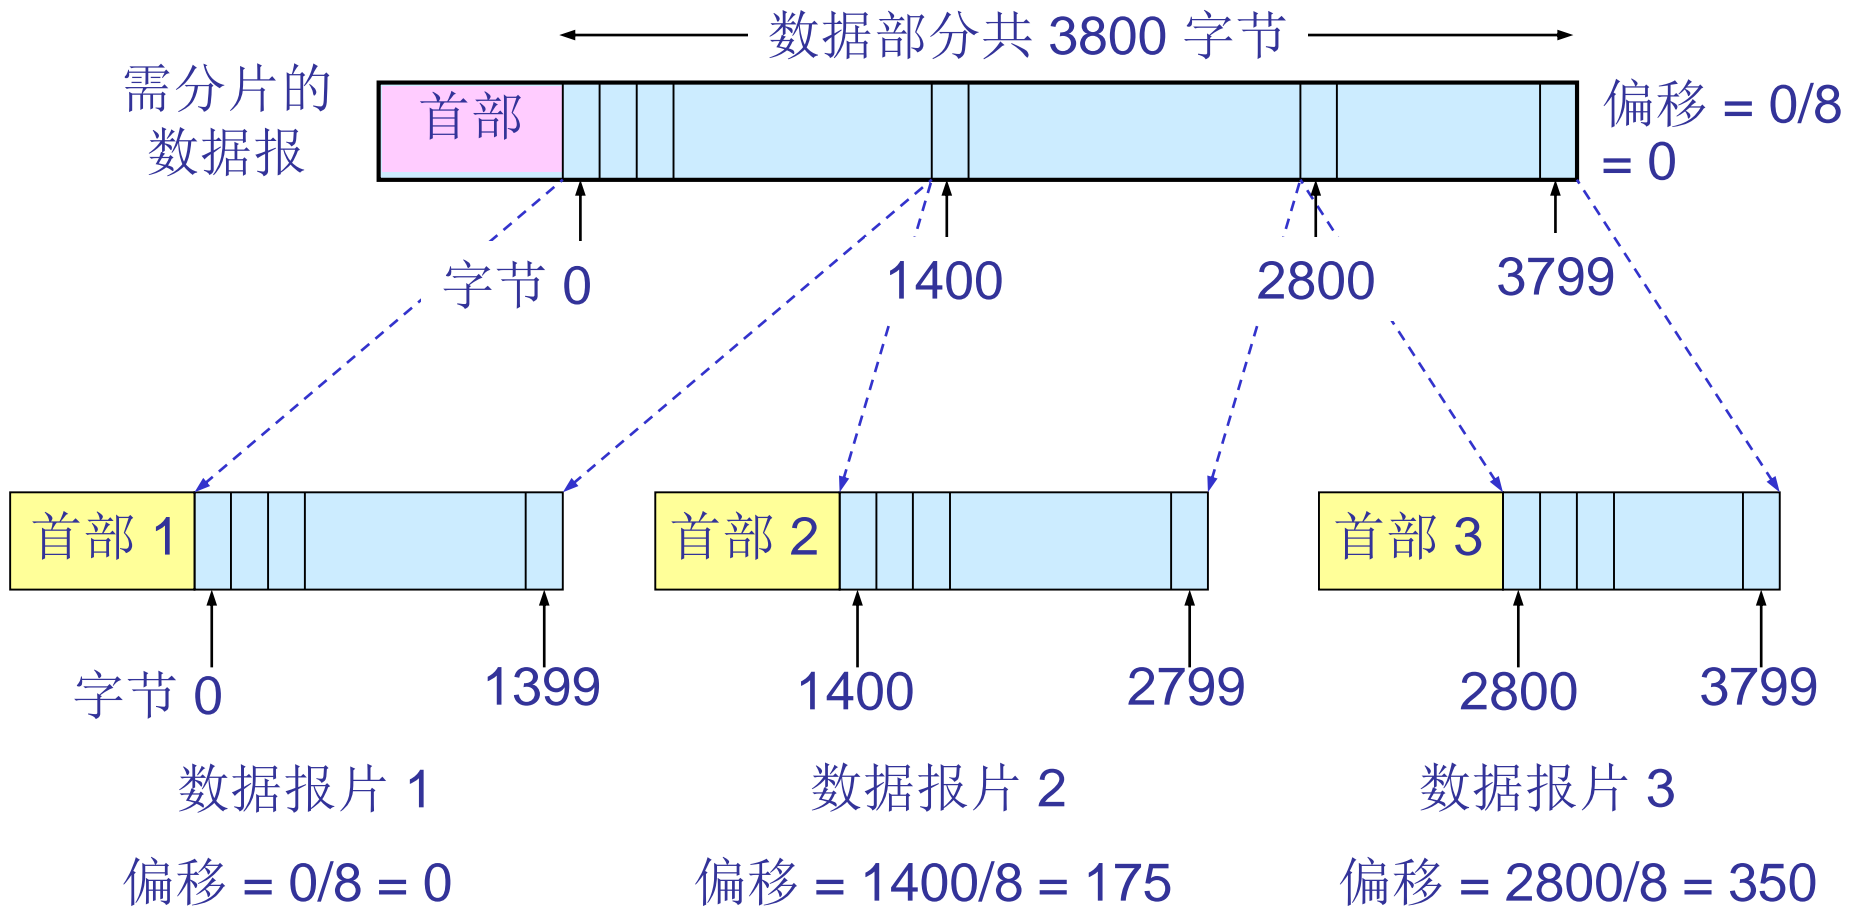 数据部分共 3800 字节
需分片的
数据报
首部
偏移 = 0/8
= 0
字节 0
1400
2800
3799
首部 1
首部 2
首部 3
字节 0
1399
1400
2799
2800
3799
数据报片 1
数据报片 2
数据报片 3
偏移 = 0/8 = 0
偏移 = 1400/8 = 175
偏移 = 2800/8 = 350